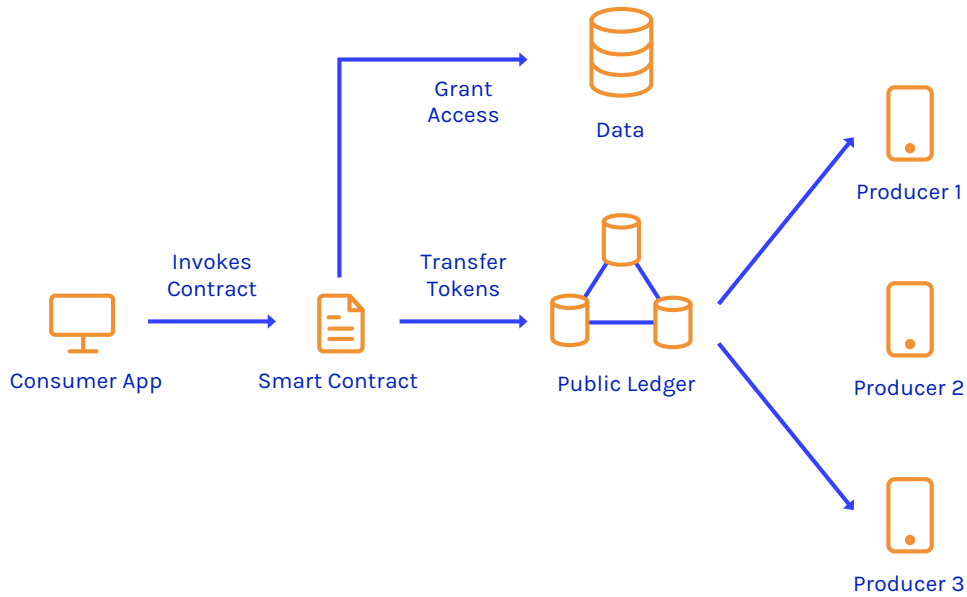 Grant
Access
Data
Producer 1
Invokes
Contract
Transfer
Tokens
Consumer App
Smart Contract
Public Ledger
Producer 2
Producer 3